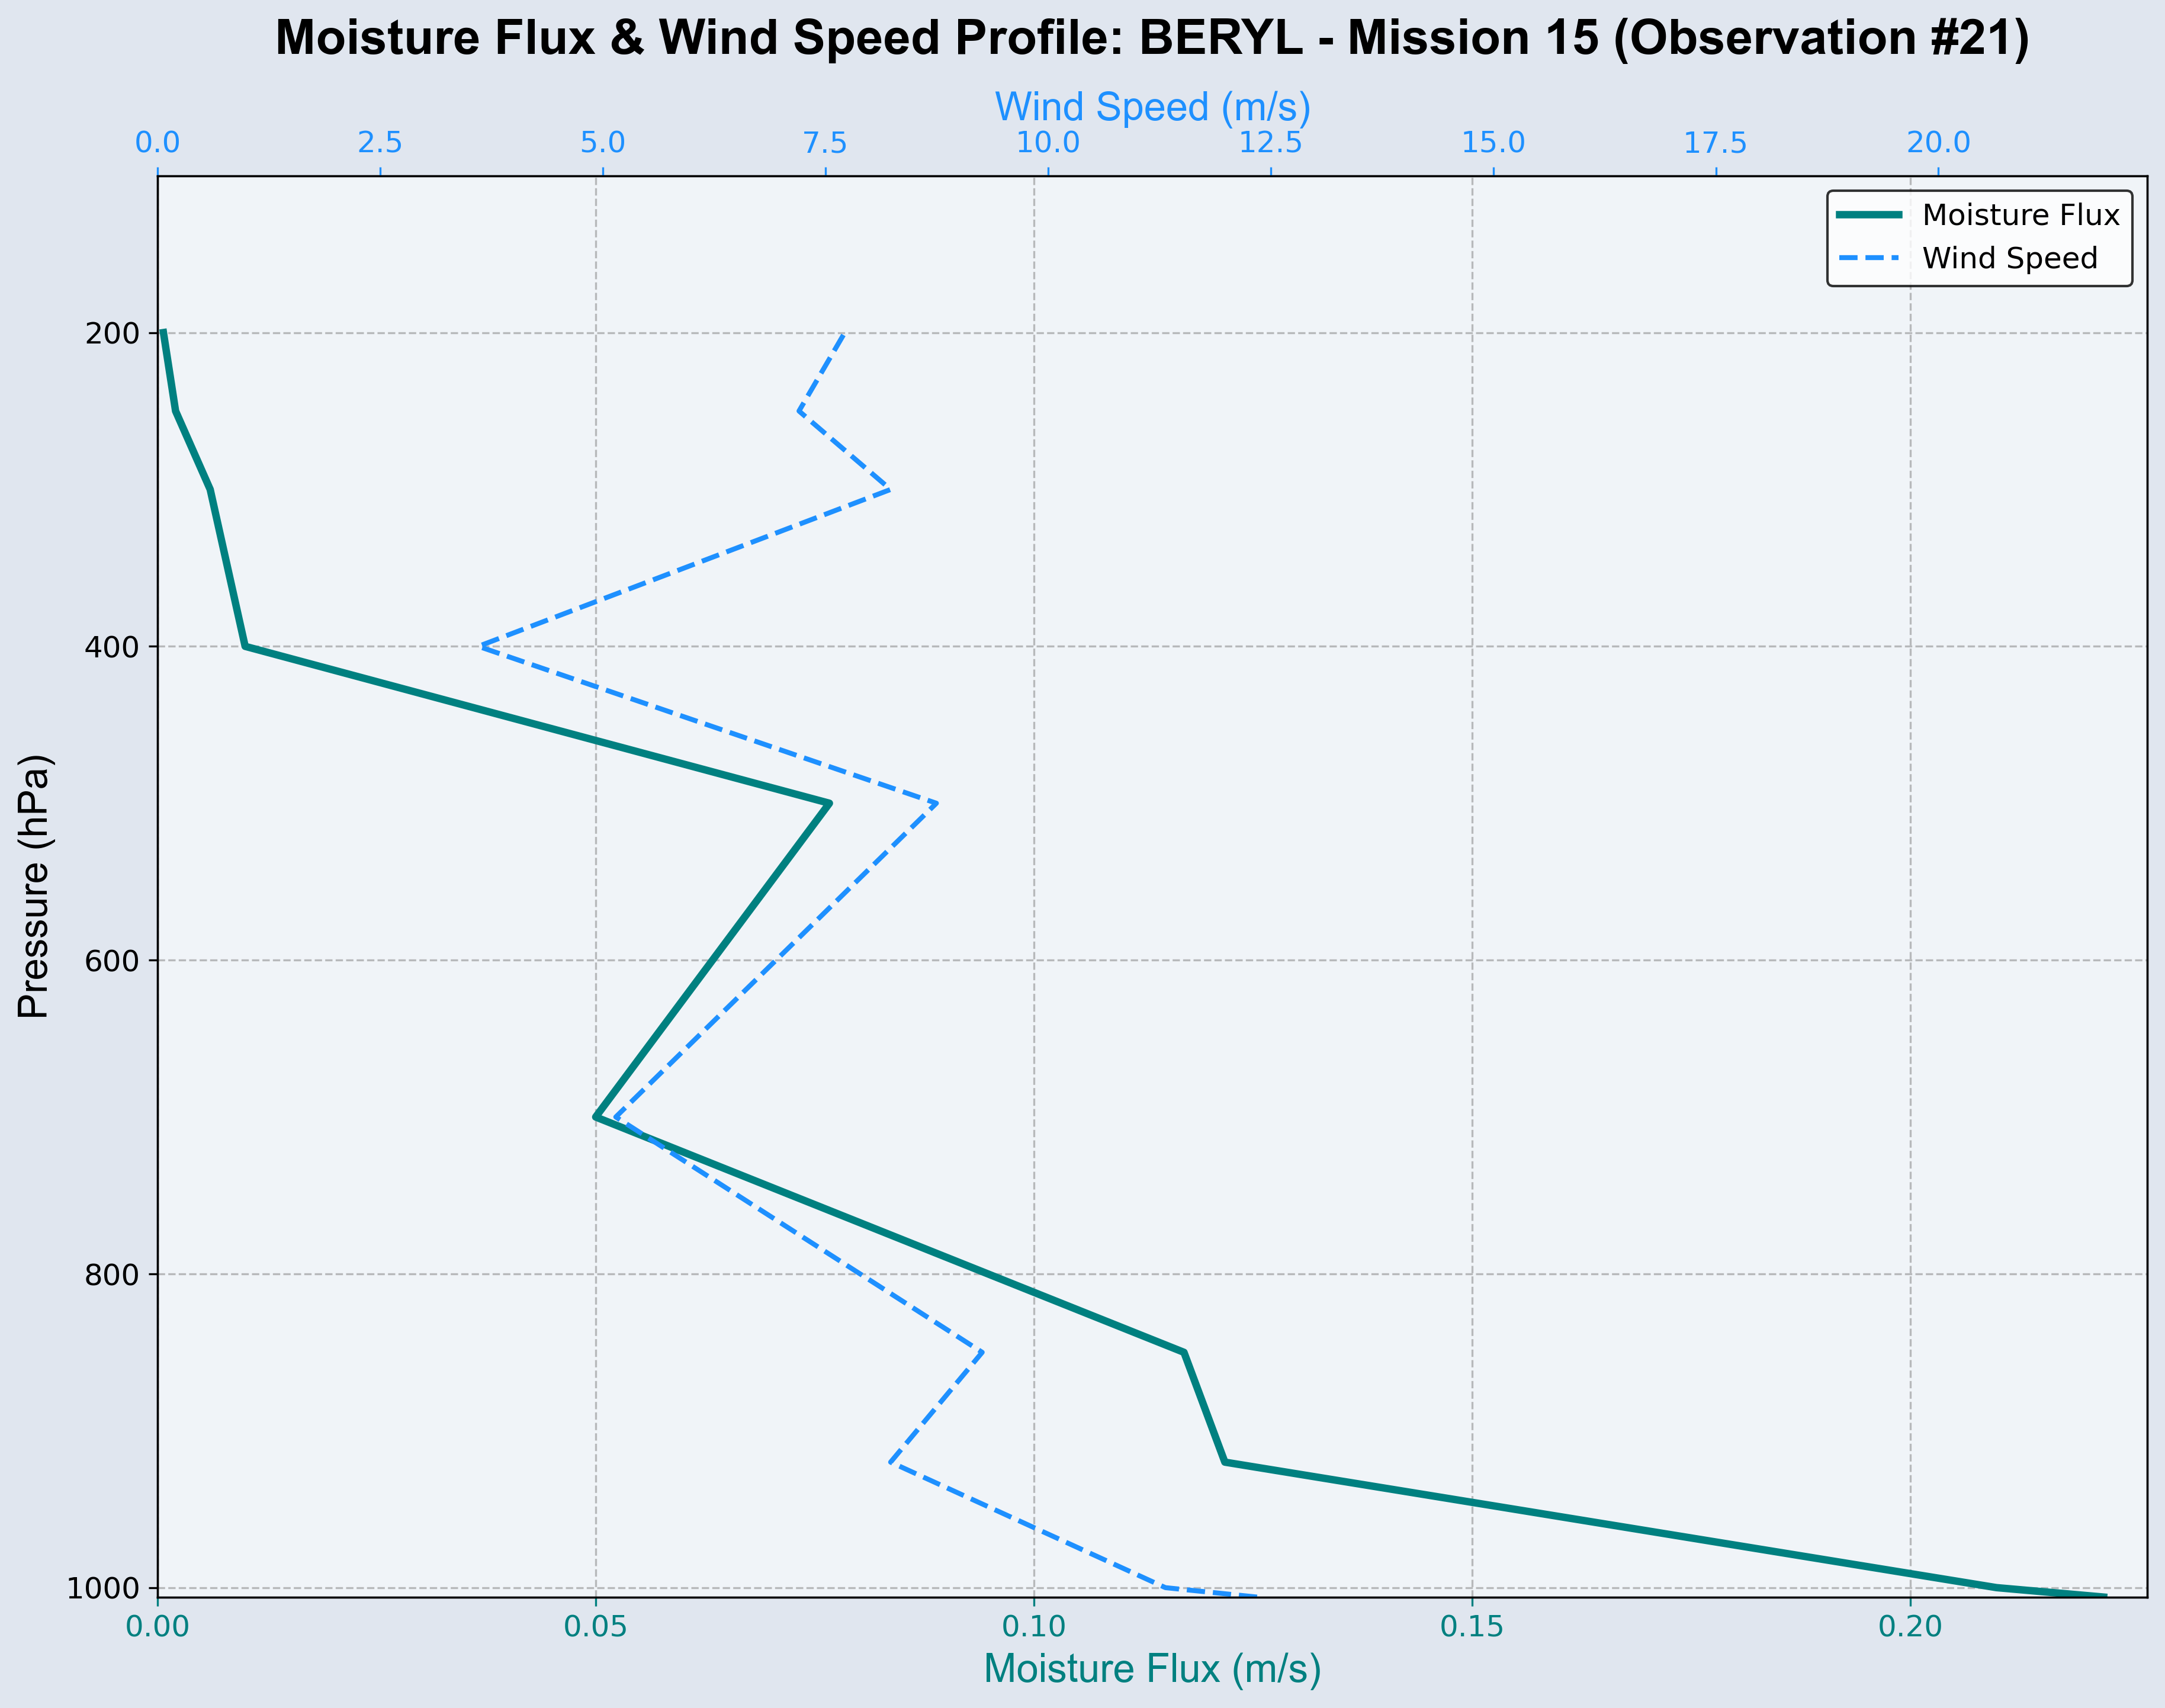 Moisture Flux & Wind Speed Profile: BERYL - Mission 15 (Observation #21)
Wind Speed (m/s)
0.0 2.5 5.0 7.5 10.0 12.5 15.0 17.5 20.0
Moisture Flux
Wind Speed
Pressure (hPa)
200
400
600
800
1000
0.00 0.05 0.10 0.15 0.20
Moisture Flux (m/s)